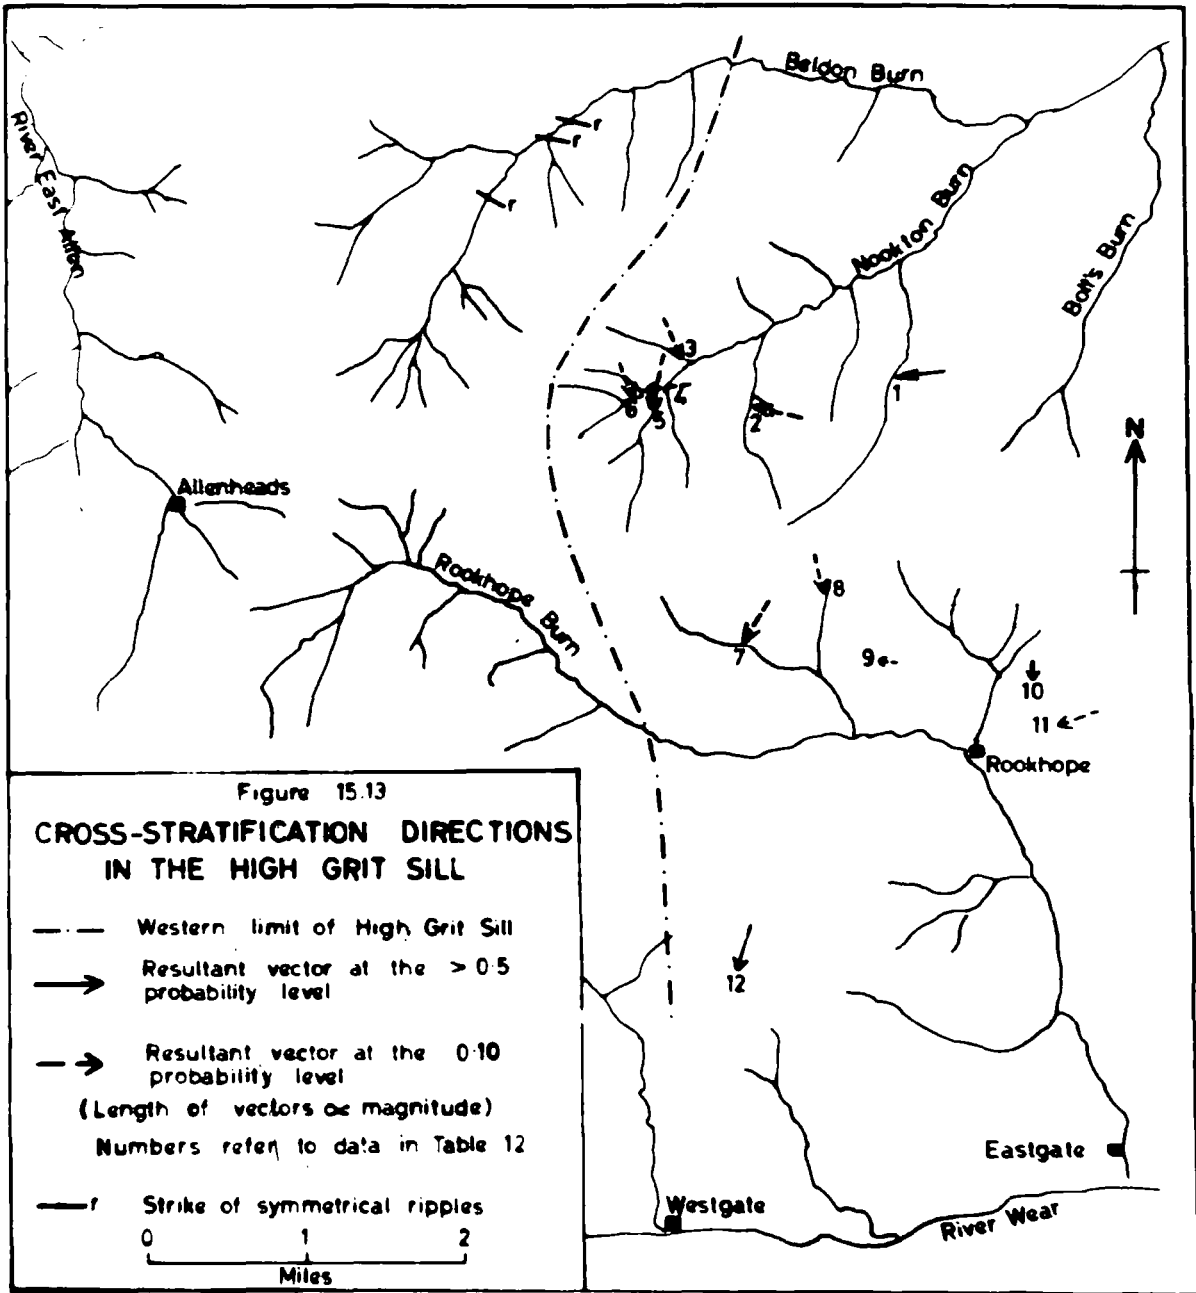 Beldon Burn
River East Allen
Nookton Burn
Bolt's Burn
r
r
r
3
4
1
6
5
2
N
Allenheads
Rookhope Burn
8
7
9
10
11
Rookhope
12
Eastgate
Westgate
River Wear
Figure 15.13
CROSS-STRATIFICATION DIRECTIONS
IN THE HIGH GRIT SILL
Western limit of High Grit Sill
Resultant vector at the > 0·5
probability level
Resultant vector at the 0·10
probability level
(Length of vectors ∝ magnitude)
Numbers refer to data in Table 12
r Strike of symmetrical ripples
0 1 2
Miles